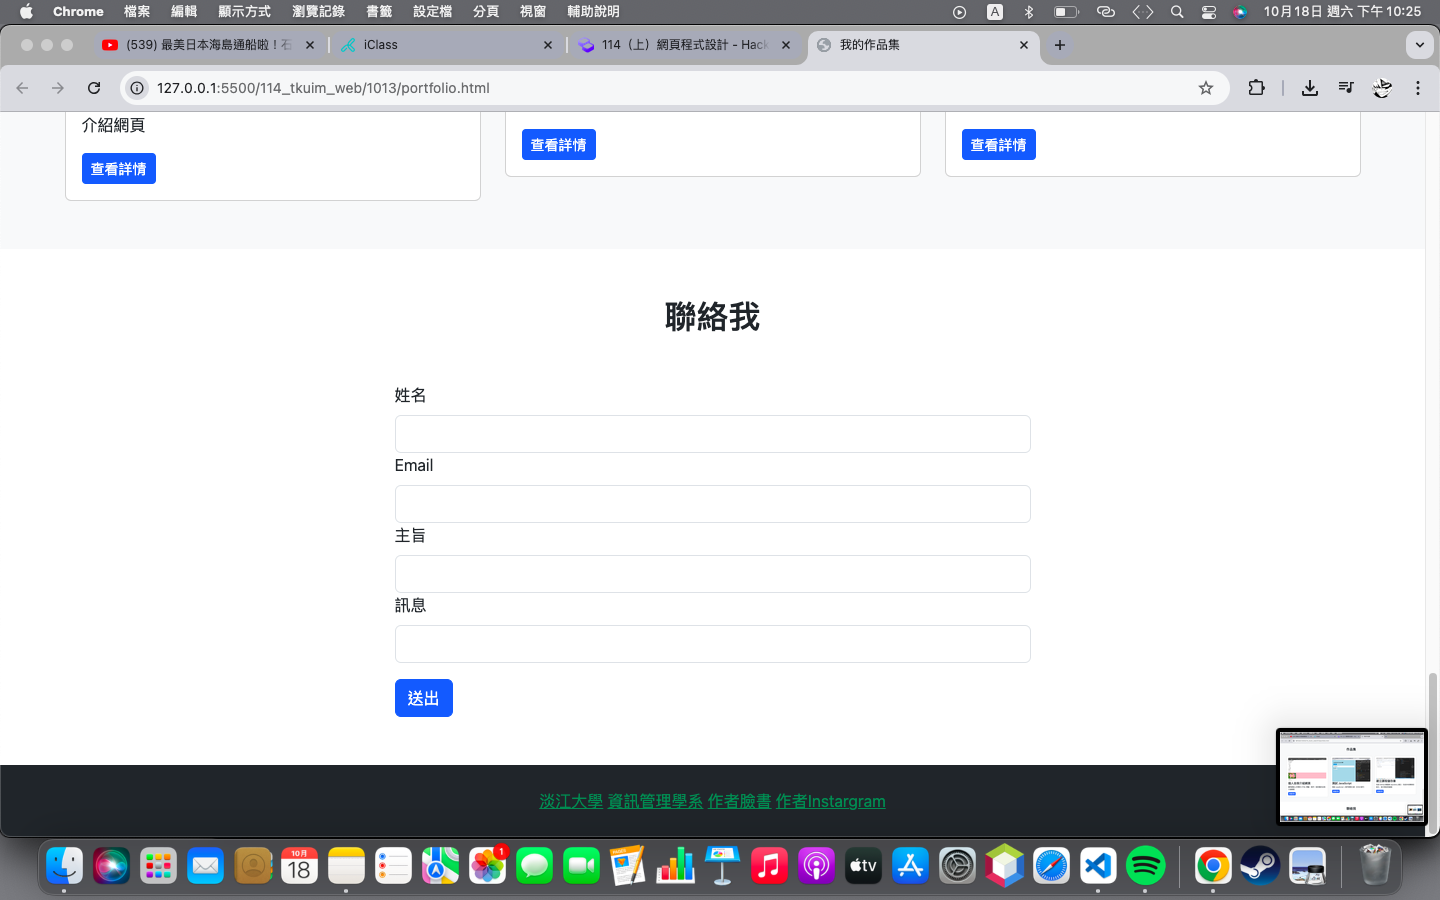 Chrome 檔案 編輯 顯示方式 瀏覽記錄 書籤 設定檔 分頁 視窗 輔助說明 A 10月18日 週六 下午 10:25
(539) 最美日本海島通船啦！石 iClass 114（上）網頁程式設計 - Hack 我的作品集
127.0.0.1:5500/114_tkuim_web/1013/portfolio.html
介紹網頁
查看詳情
查看詳情
查看詳情
聯絡我
姓名
Email
主旨
訊息
送出
淡江大學 資訊管理學系 作者臉書 作者Instargram
10月
18
1
tv